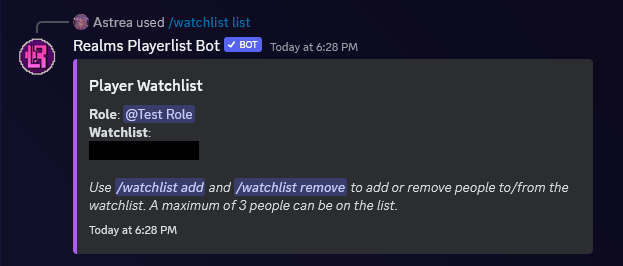 Astrea used /watchlist list
Realms Playerlist Bot ✓ BOT Today at 6:28 PM
Player Watchlist
Role: @Test Role
Watchlist:
Use /watchlist add and /watchlist remove to add or remove people to/from the
watchlist. A maximum of 3 people can be on the list.
Today at 6:28 PM